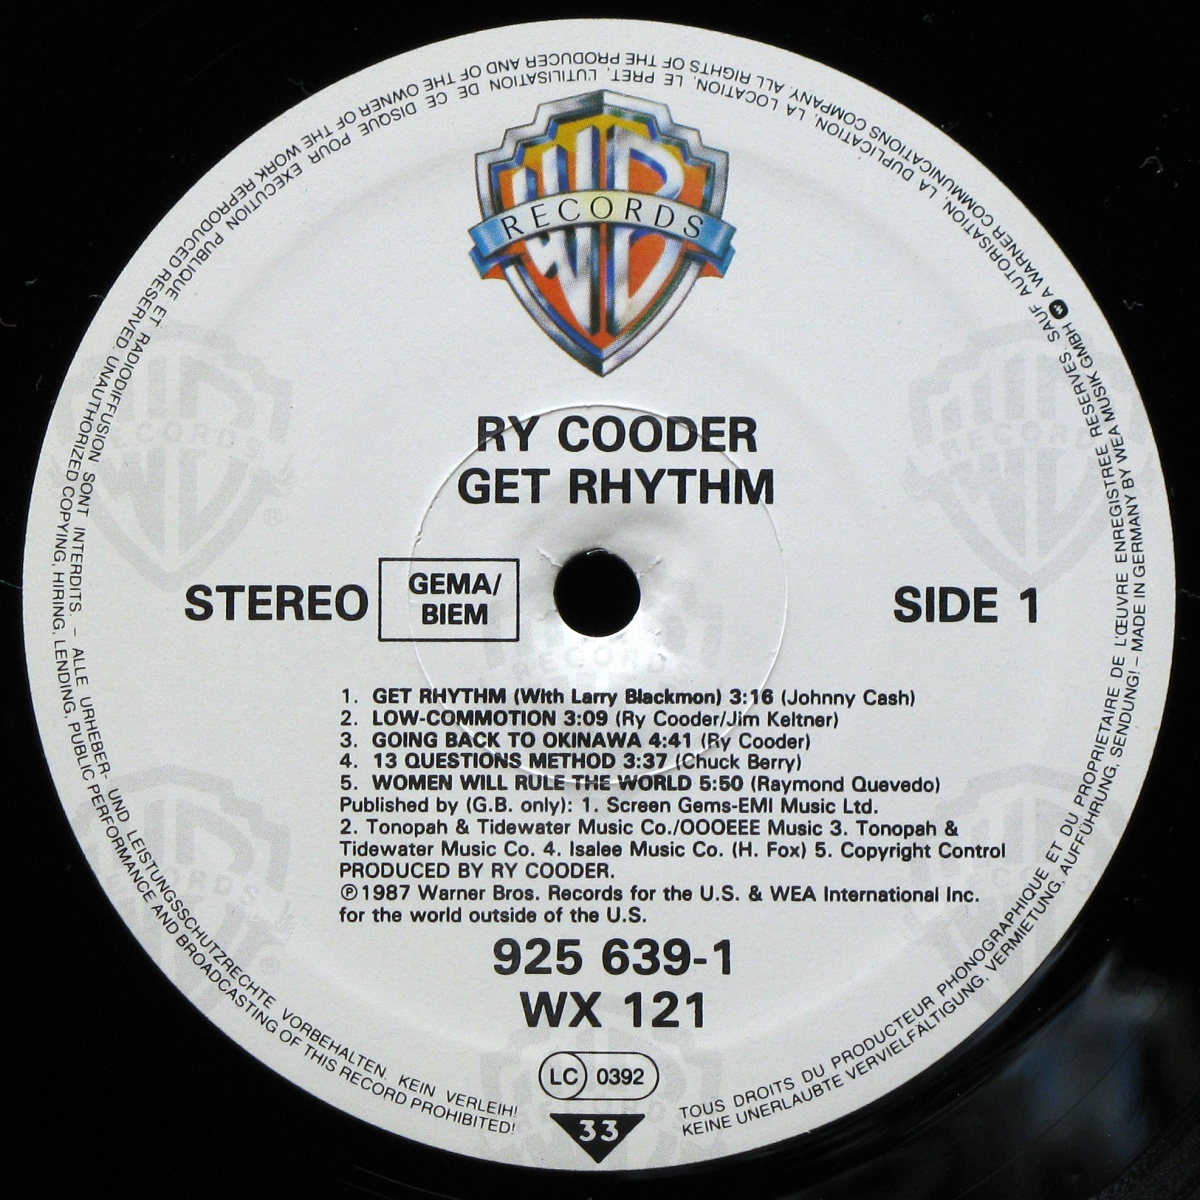 WB
RECORDS
RY COODER
GET RHYTHM
STEREO
GEMA/
BIEM
SIDE 1
1. GET RHYTHM (With Larry Blackmon) 3:16 (Johnny Cash)
2. LOW-COMMOTION 3:09 (Ry Cooder/Jim Keltner)
3. GOING BACK TO OKINAWA 4:41 (Ry Cooder)
4. 13 QUESTIONS METHOD 3:37 (Chuck Berry)
5. WOMEN WILL RULE THE WORLD 5:50 (Raymond Quevedo)
Published by (G.B. only): 1. Screen Gems-EMI Music Ltd.
2. Tonopah & Tidewater Music Co./OOOEEE Music 3. Tonopah &
Tidewater Music Co. 4. Isalee Music Co. (H. Fox) 5. Copyright Control
PRODUCED BY RY COODER.
℗1987 Warner Bros. Records for the U.S. & WEA International Inc.
for the world outside of the U.S.
925 639-1
WX 121
LC 0392
33
TOUS DROITS DU PRODUCTEUR PHONOGRAPHIQUE ET DU PROPRIETAIRE DE L'ŒUVRE ENREGISTREE RESERVES. SAUF AUTORISATION, LA DUPLICATION, LA LOCATION, LE PRET, L'UTILISATION DE CE DISQUE POUR EXECUTION PUBLIQUE ET RADIODIFFUSION SONT INTERDITS. – ALLE URHEBER- UND LEISTUNGSSCHUTZRECHTE VORBEHALTEN. KEIN VERLEIH!
KEINE UNERLAUBTE VERVIELFÄLTIGUNG, VERMIETUNG, AUFFÜHRUNG, SENDUNG! – MADE IN GERMANY BY WEA MUSIK GMBH A WARNER COMMUNICATIONS COMPANY. ALL RIGHTS OF THE PRODUCER AND OF THE OWNER OF THE WORK REPRODUCED RESERVED. UNAUTHORIZED COPYING, HIRING, LENDING, PUBLIC PERFORMANCE AND BROADCASTING OF THIS RECORD PROHIBITED!